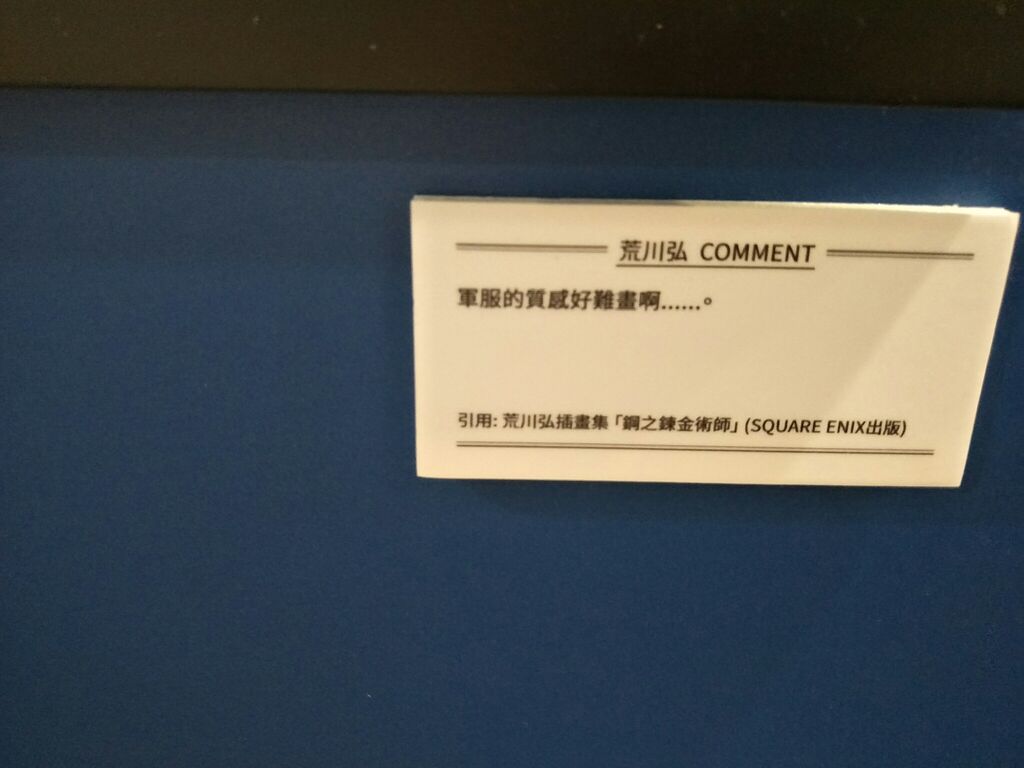 荒川弘 COMMENT
軍服的質感好難畫啊......。
引用: 荒川弘插畫集「鋼之鍊金術師」(SQUARE ENIX出版)